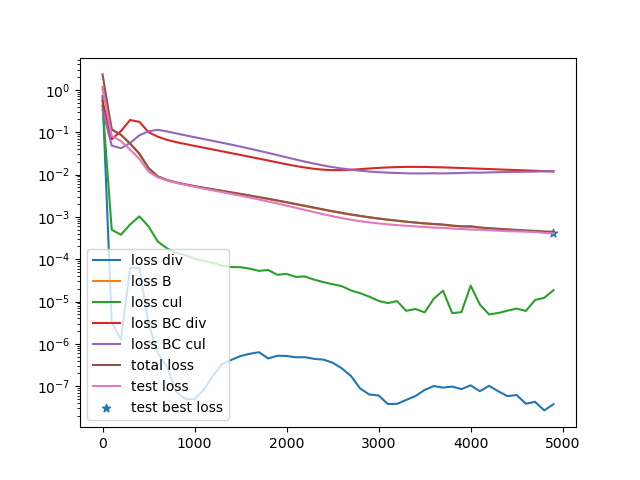 10⁰
10⁻¹
10⁻²
10⁻³
10⁻⁴
10⁻⁵
10⁻⁶
10⁻⁷
loss div
loss B
loss cul
loss BC div
loss BC cul
total loss
test loss
test best loss
0 1000 2000 3000 4000 5000